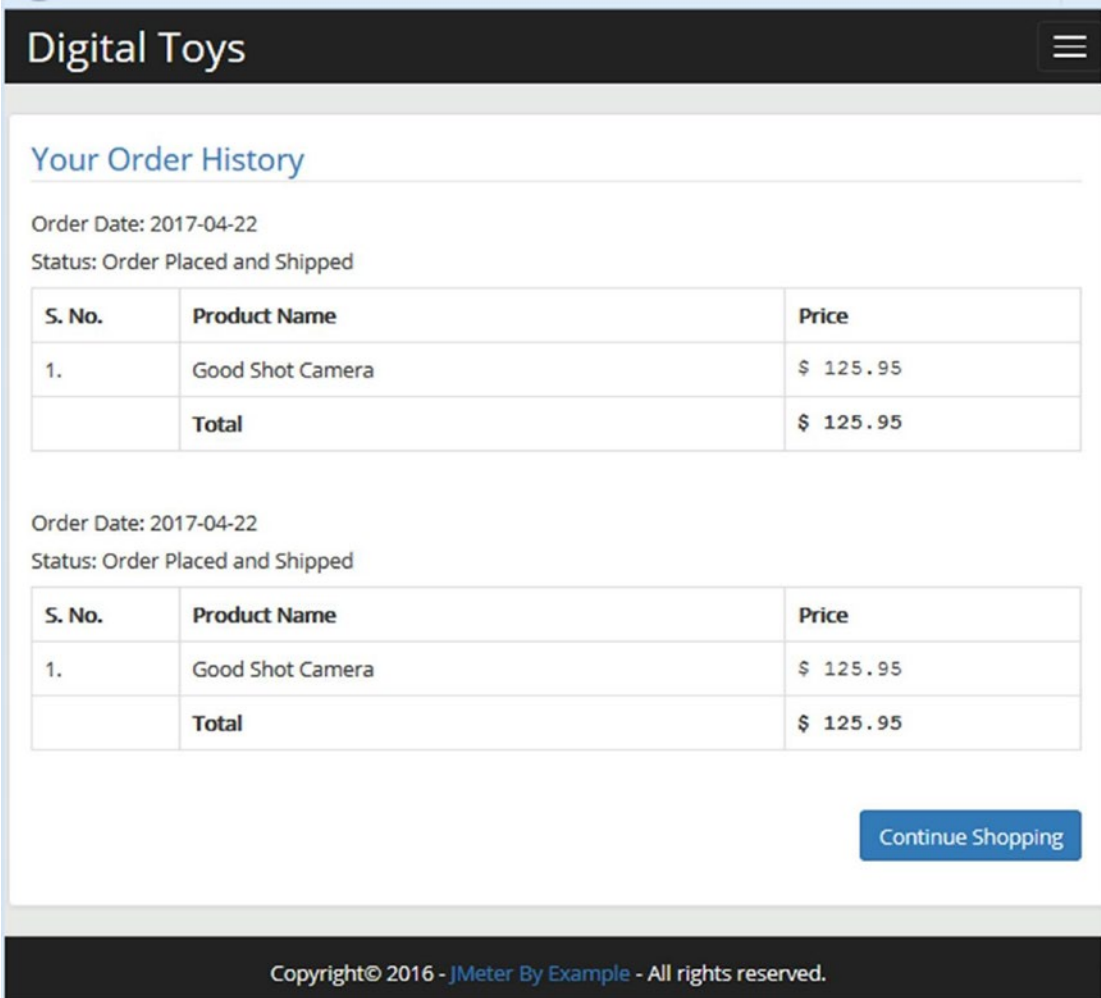 Digital Toys
Your Order History
Order Date: 2017-04-22
Status: Order Placed and Shipped
S. No. Product Name Price
1. Good Shot Camera $ 125.95
Total $ 125.95
Order Date: 2017-04-22
Status: Order Placed and Shipped
S. No. Product Name Price
1. Good Shot Camera $ 125.95
Total $ 125.95
Continue Shopping
Copyright© 2016 - JMeter By Example - All rights reserved.